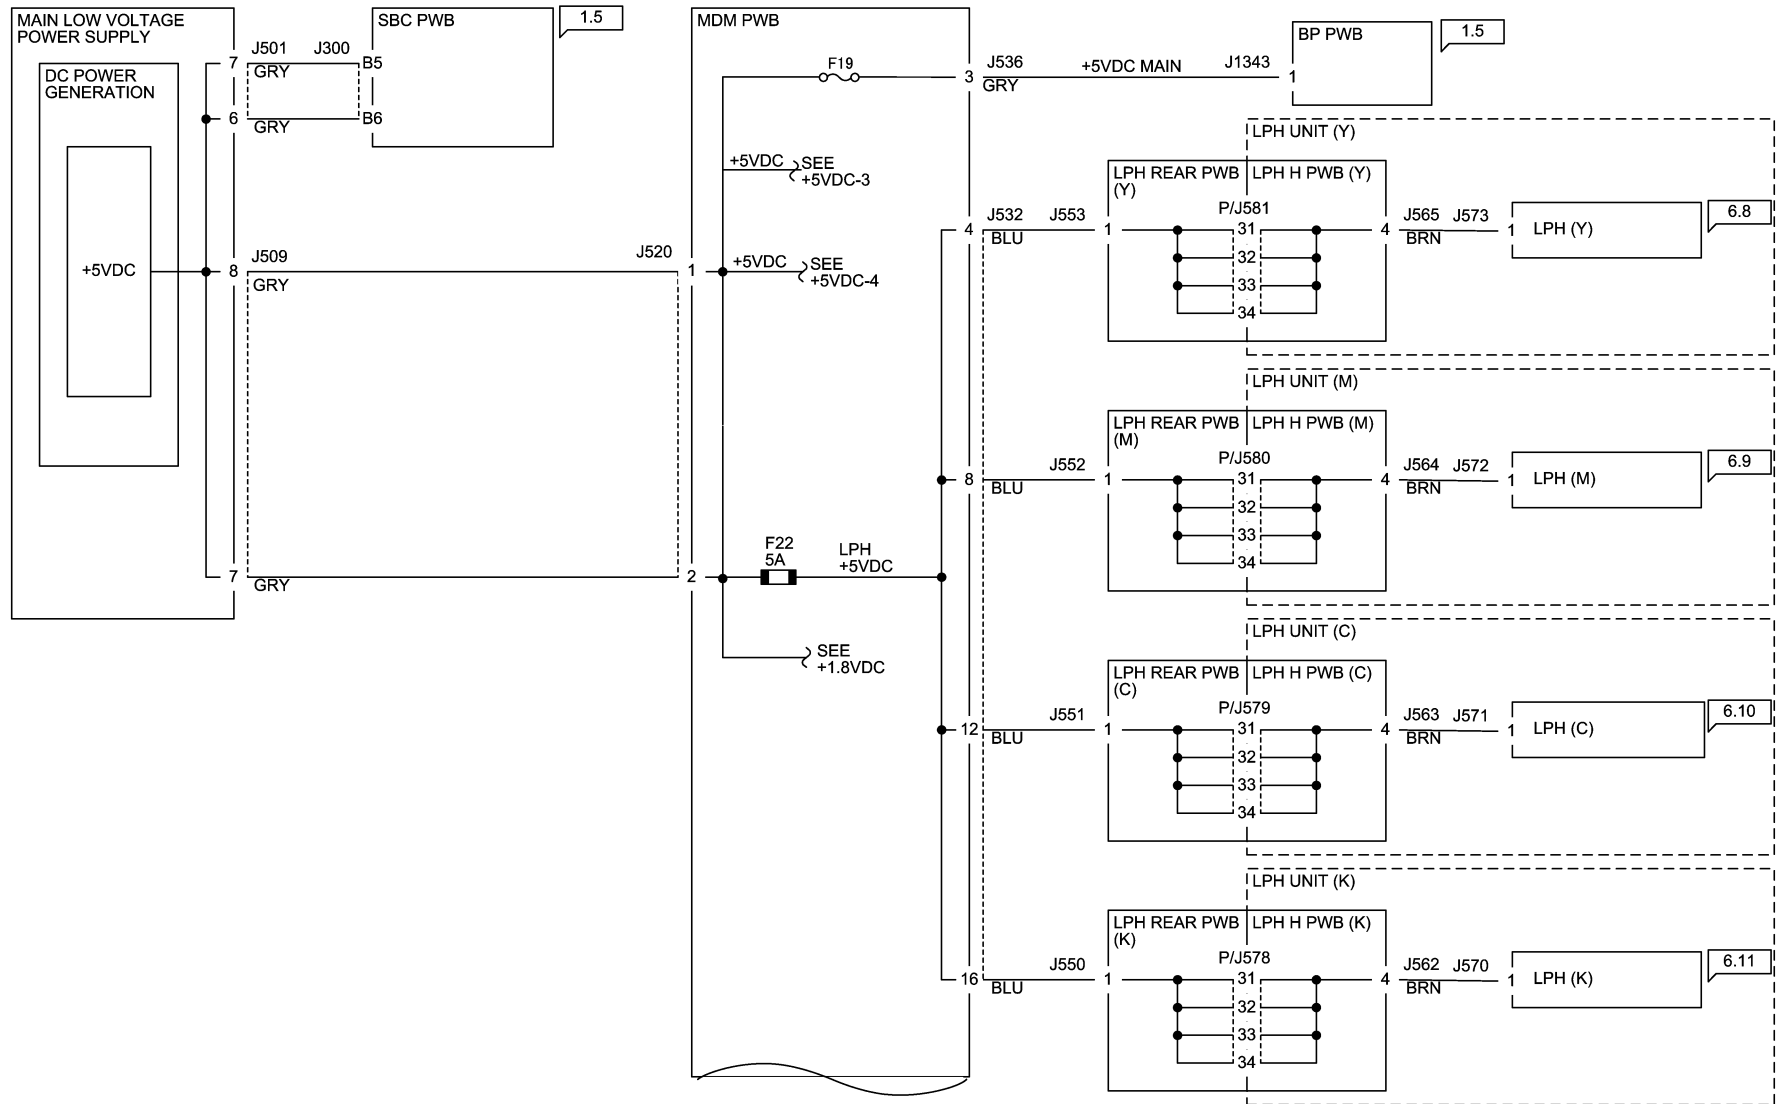 MAIN LOW VOLTAGE
POWER SUPPLY
DC POWER
GENERATION
+5VDC
7
J501
GRY
J300
B5
6
GRY
B6
SBC PWB
1.5
8
J509
GRY
J520
1
7
GRY
2
MDM PWB
F19
3
J536
GRY
+5VDC MAIN
J1343
1
BP PWB
1.5
+5VDC
SEE
+5VDC-3
+5VDC
SEE
+5VDC-4
F22
5A
LPH
+5VDC
SEE
+1.8VDC
LPH UNIT (Y)
LPH REAR PWB
(Y)
LPH H PWB (Y)
P/J581
4
J532
BLU
J553
1
31
32
33
34
4
J565
BRN
J573
1
LPH (Y)
6.8
LPH UNIT (M)
LPH REAR PWB
(M)
LPH H PWB (M)
P/J580
8
BLU
J552
1
31
32
33
34
4
J564
BRN
J572
1
LPH (M)
6.9
LPH UNIT (C)
LPH REAR PWB
(C)
LPH H PWB (C)
P/J579
12
BLU
J551
1
31
32
33
34
4
J563
BRN
J571
1
LPH (C)
6.10
LPH UNIT (K)
LPH REAR PWB
(K)
LPH H PWB (K)
P/J578
16
BLU
J550
1
31
32
33
34
4
J562
BRN
J570
1
LPH (K)
6.11